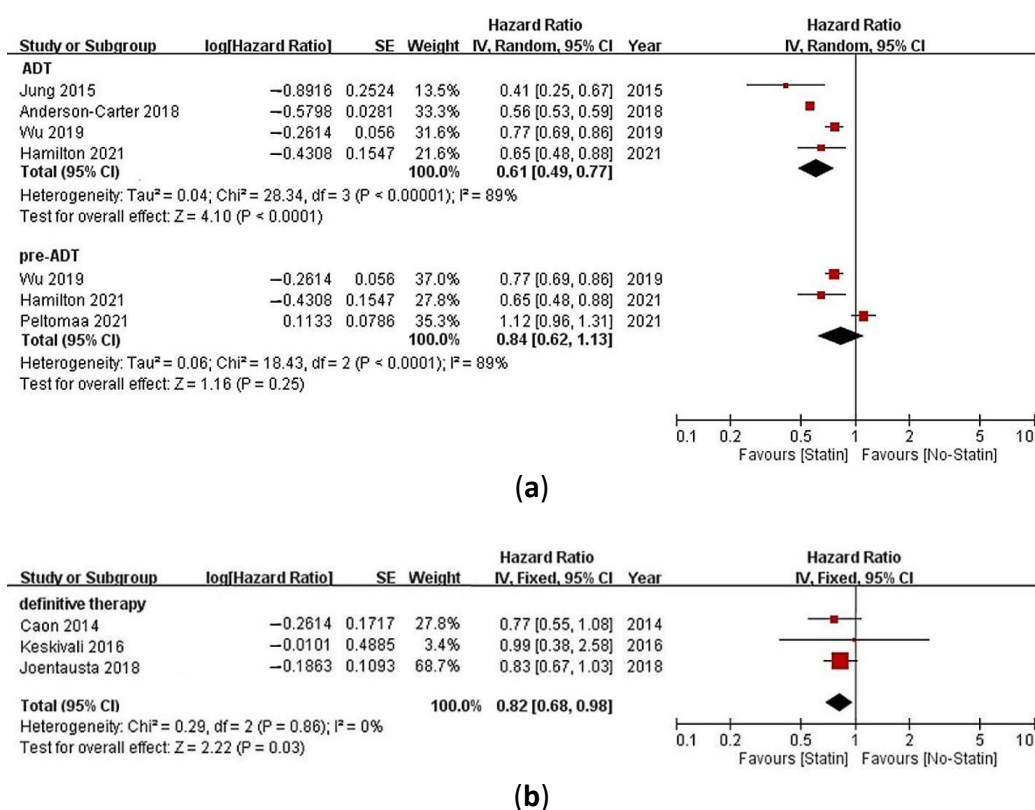 Hazard Ratio Hazard Ratio
Study or Subgroup log[Hazard Ratio] SE Weight IV, Random, 95% CI Year IV, Random, 95% CI
ADT
Jung 2015 −0.8916 0.2524 13.5% 0.41 [0.25, 0.67] 2015
Anderson-Carter 2018 −0.5798 0.0281 33.3% 0.56 [0.53, 0.59] 2018
Wu 2019 −0.2614 0.056 31.6% 0.77 [0.69, 0.86] 2019
Hamilton 2021 −0.4308 0.1547 21.6% 0.65 [0.48, 0.88] 2021
Total (95% CI) 100.0% 0.61 [0.49, 0.77]
Heterogeneity: Tau² = 0.04; Chi² = 28.34, df = 3 (P < 0.00001); I² = 89%
Test for overall effect: Z = 4.10 (P < 0.0001)
pre-ADT
Wu 2019 −0.2614 0.056 37.0% 0.77 [0.69, 0.86] 2019
Hamilton 2021 −0.4308 0.1547 27.8% 0.65 [0.48, 0.88] 2021
Peltomaa 2021 0.1133 0.0786 35.3% 1.12 [0.96, 1.31] 2021
Total (95% CI) 100.0% 0.84 [0.62, 1.13]
Heterogeneity: Tau² = 0.06; Chi² = 18.43, df = 2 (P < 0.0001); I² = 89%
Test for overall effect: Z = 1.16 (P = 0.25)
0.1 0.2 0.5 1 2 5 10
Favours [Statin] Favours [No-Statin]
(a)
Hazard Ratio Hazard Ratio
Study or Subgroup log[Hazard Ratio] SE Weight IV, Fixed, 95% CI Year IV, Fixed, 95% CI
definitive therapy
Caon 2014 −0.2614 0.1717 27.8% 0.77 [0.55, 1.08] 2014
Keskivali 2016 −0.0101 0.4885 3.4% 0.99 [0.38, 2.58] 2016
Joentausta 2018 −0.1863 0.1093 68.7% 0.83 [0.67, 1.03] 2018
Total (95% CI) 100.0% 0.82 [0.68, 0.98]
Heterogeneity: Chi² = 0.29, df = 2 (P = 0.86); I² = 0%
Test for overall effect: Z = 2.22 (P = 0.03)
0.1 0.2 0.5 1 2 5 10
Favours [Statin] Favours [No-Statin]
(b)